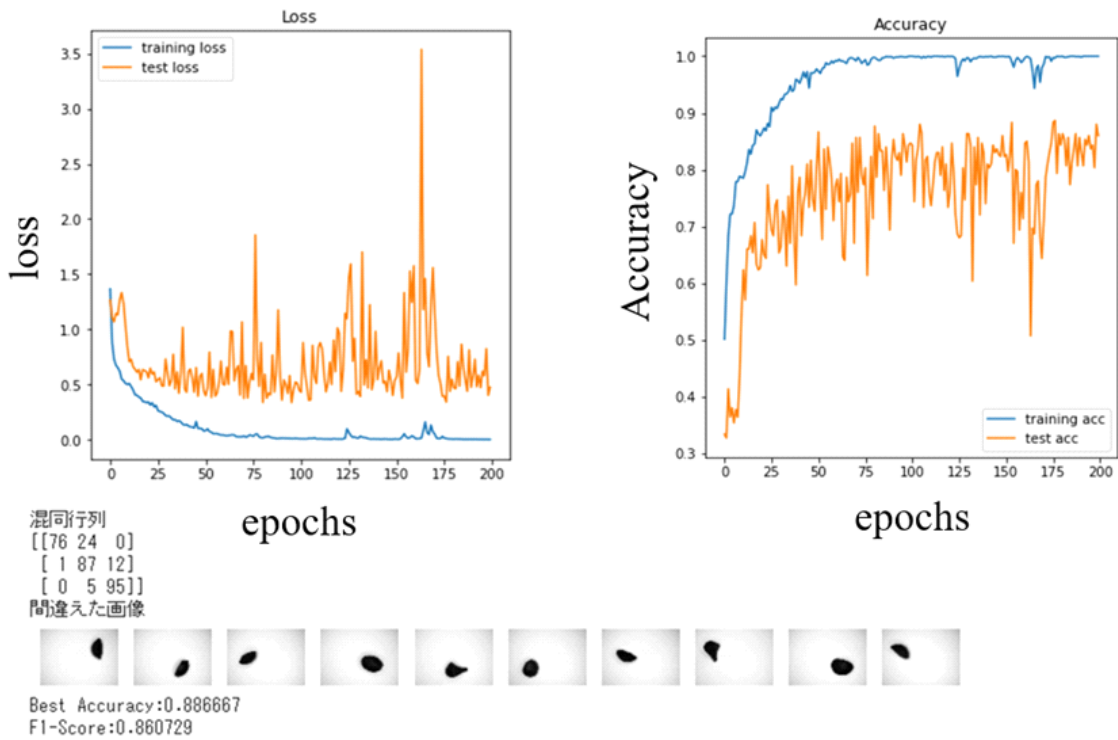 Loss
training loss
test loss
3.5
3.0
2.5
2.0
1.5
1.0
0.5
0.0
loss
0 25 50 75 100 125 150 175 200
epochs
Accuracy
1.0
0.9
0.8
0.7
0.6
0.5
0.4
0.3
Accuracy
training acc
test acc
0 25 50 75 100 125 150 175 200
epochs
混同行列
[[76 24 0]
[ 1 87 12]
[ 0 5 95]]
間違えた画像
Best Accuracy:0.886667
F1-Score:0.860729